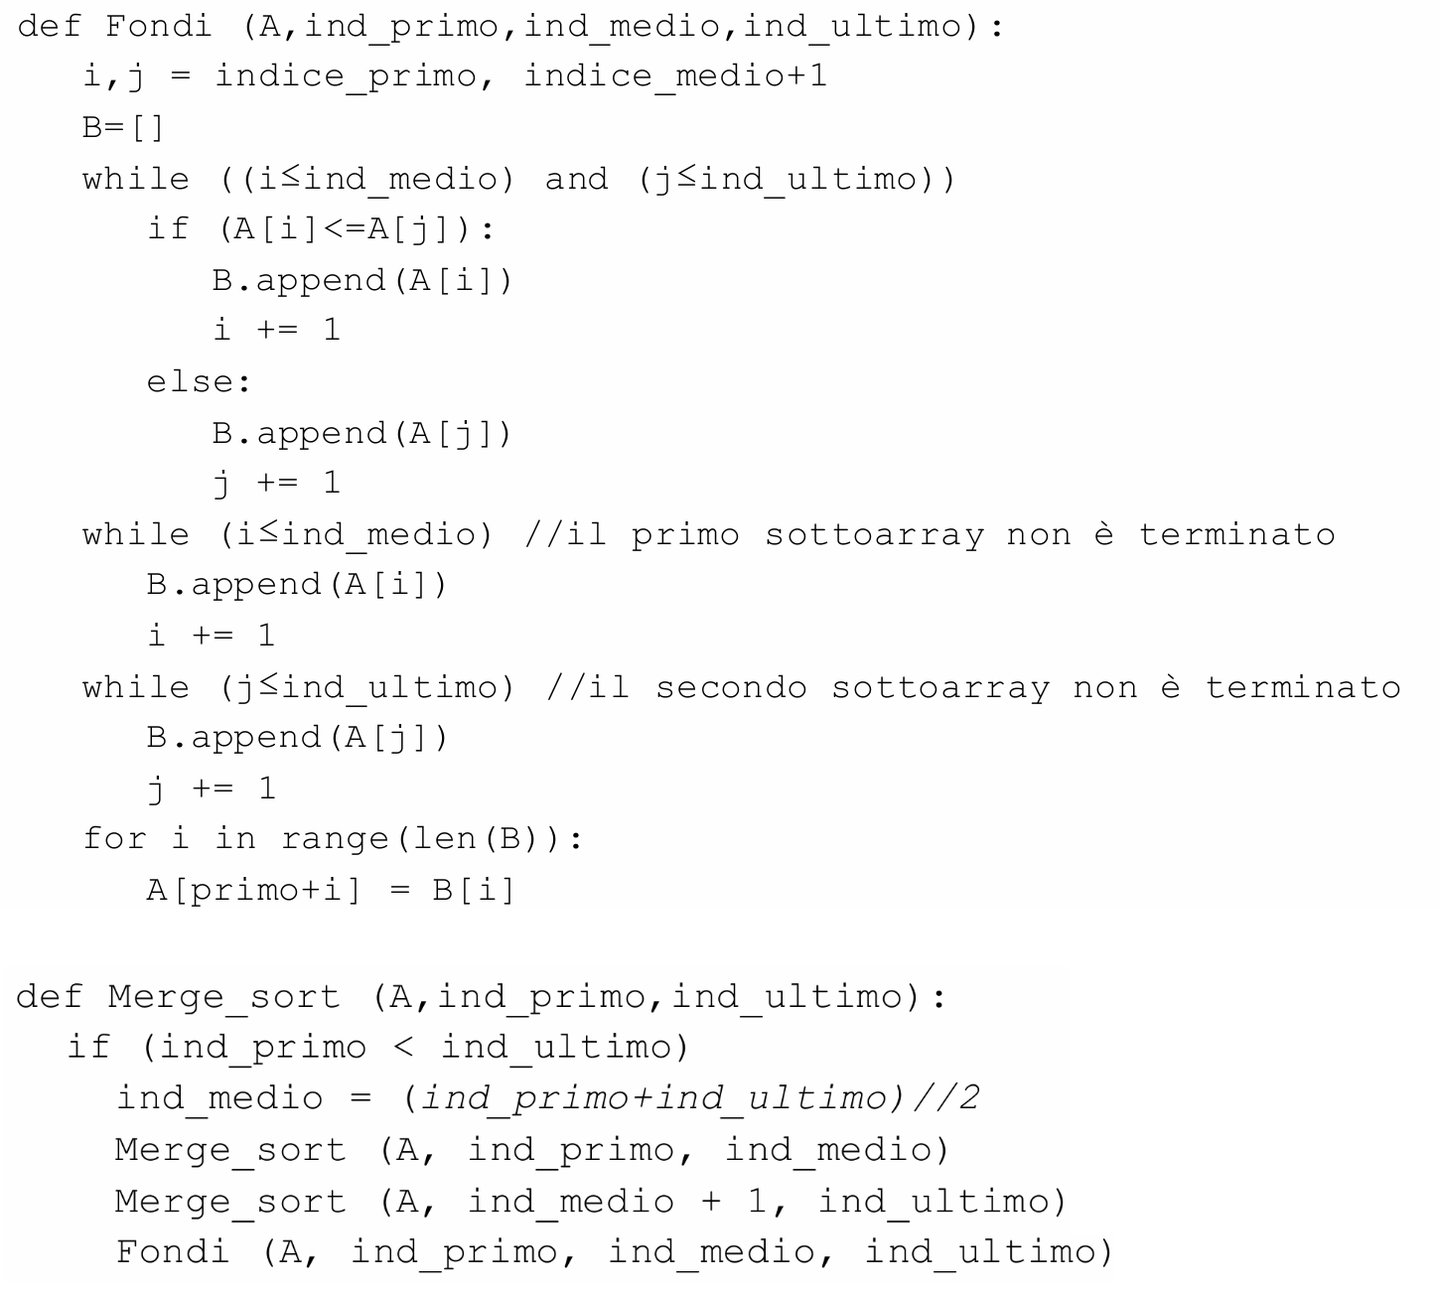 def Fondi (A,ind_primo,ind_medio,ind_ultimo):
i,j = indice_primo, indice_medio+1
B=[]
while ((i≤ind_medio) and (j≤ind_ultimo))
if (A[i]<=A[j]):
B.append(A[i])
i += 1
else:
B.append(A[j])
j += 1
while (i≤ind_medio) //il primo sottoarray non è terminato
B.append(A[i])
i += 1
while (j≤ind_ultimo) //il secondo sottoarray non è terminato
B.append(A[j])
j += 1
for i in range(len(B)):
A[primo+i] = B[i]
def Merge_sort (A,ind_primo,ind_ultimo):
if (ind_primo < ind_ultimo)
ind_medio = (ind_primo+ind_ultimo)//2
Merge_sort (A, ind_primo, ind_medio)
Merge_sort (A, ind_medio + 1, ind_ultimo)
Fondi (A, ind_primo, ind_medio, ind_ultimo)